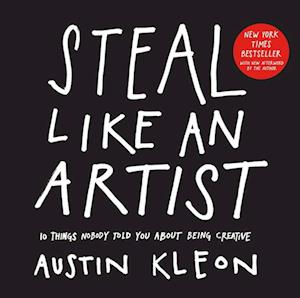 STEAL
LIKE AN
ARTIST
NEW YORK
TIMES
BESTSELLER
WITH NEW AFTERWORD
BY THE AUTHOR
10 THINGS NOBODY TOLD YOU ABOUT BEING CREATIVE
AUSTIN KLEON